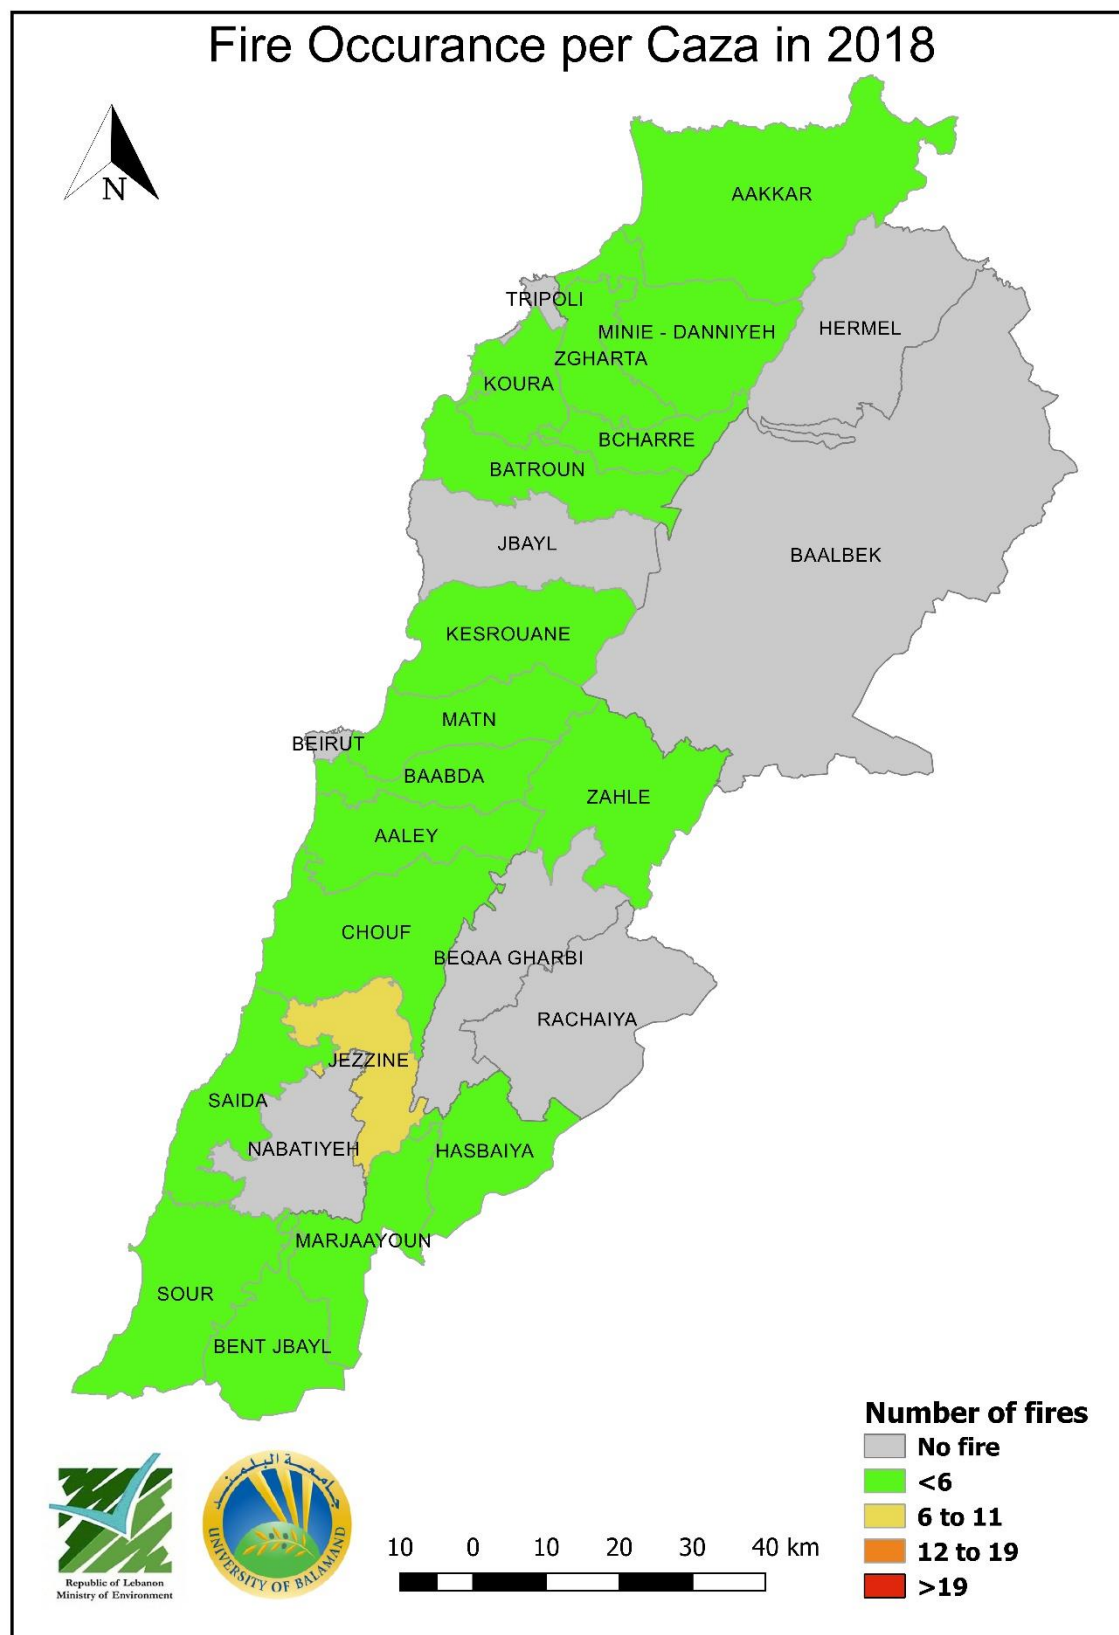 Fire Occurance per Caza in 2018
N
AAKKAR
TRIPOLI
HERMEL
MINIE - DANNIYEH
ZGHARTA
KOURA
BCHARRE
BATROUN
JBAYL
BAALBEK
KESROUANE
MATN
BEIRUT
BAABDA
ZAHLE
AALEY
CHOUF
BEQAA GHARBI
RACHAIYA
JEZZINE
SAIDA
NABATIYEH
HASBAIYA
MARJAAYOUN
SOUR
BENT JBAYL
Number of fires
No fire
<6
6 to 11
12 to 19
>19
Republic of Lebanon
Ministry of Environment
جامعة البلمند
UNIVERSITY OF BALAMAND
10 0 10 20 30 40 km